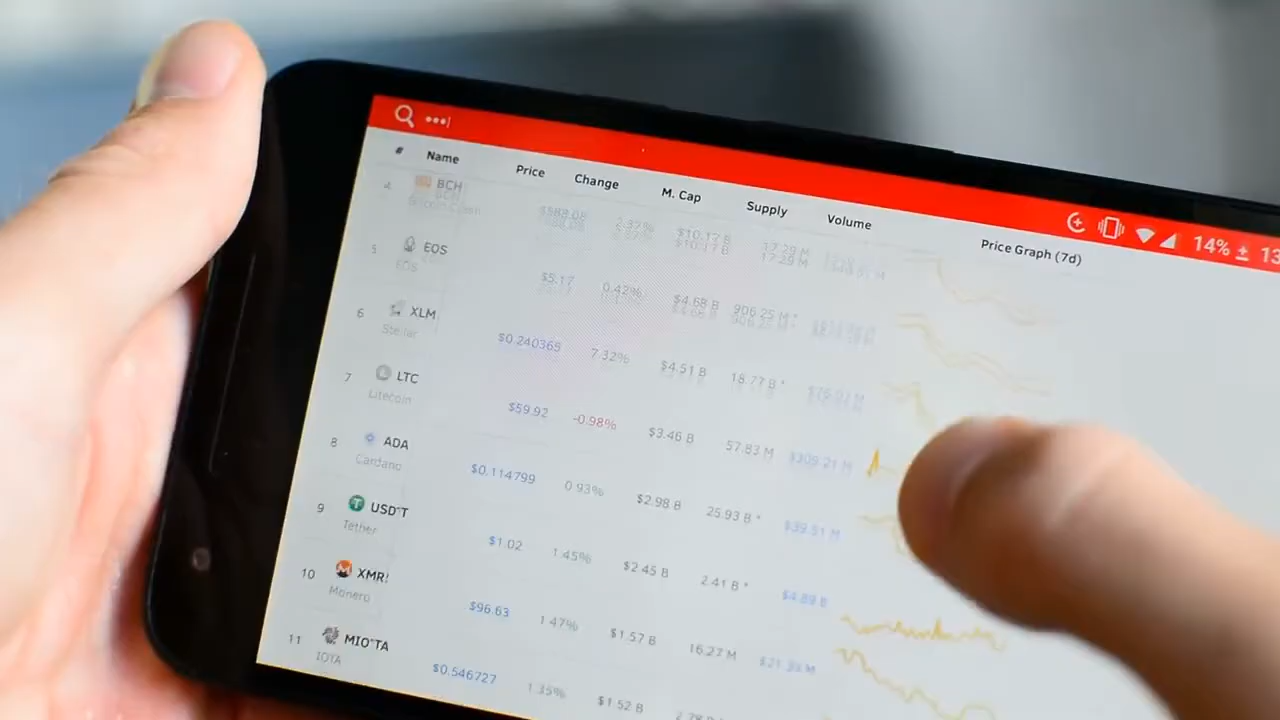 •••|
14% 13
# Name Price Change M. Cap Supply Volume Price Graph (7d)
4 BCH $588.08 2.37% $10.17 B 17.29 M
Bitcoin Cash
5 EOS $5.17 0.42% $4.68 B 906.25 M *
EOS
6 XLM $0.240365 7.32% $4.51 B 18.77 B *
Stellar
7 LTC $59.92 -0.98% $3.46 B 57.83 M $309.21 M
Litecoin
8 ADA $0.114799 0.93% $2.98 B 25.93 B * $39.51 M
Cardano
9 USDT $1.02 1.45% $2.45 B 2.41 B * $4.89 B
Tether
10 XMR $96.63 1.47% $1.57 B 16.27 M
Monero
11 MIOTA $0.546727 1.35% $1.52 B
IOTA